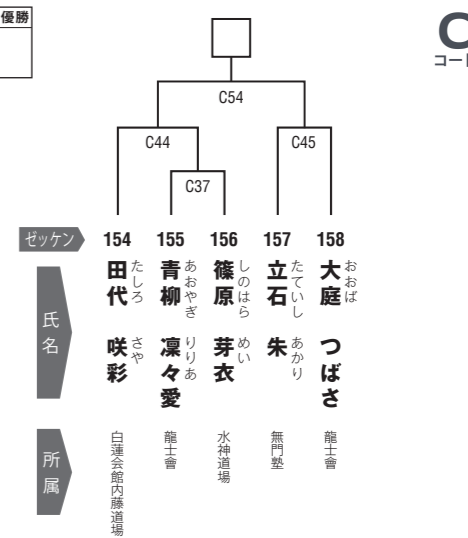 優勝
C
コート
C54
C44
C45
C37
ゼッケン
154
155
156
157
158
氏名
田代 咲彩
たしろ さや
青柳 凜々愛
あおやぎ りりあ
篠原 芽衣
しのはら めい
立石 朱
たていし あかり
大庭 つばさ
おおば
所属
白蓮会館内藤道場
龍士會
水神道場
無門塾
龍士會